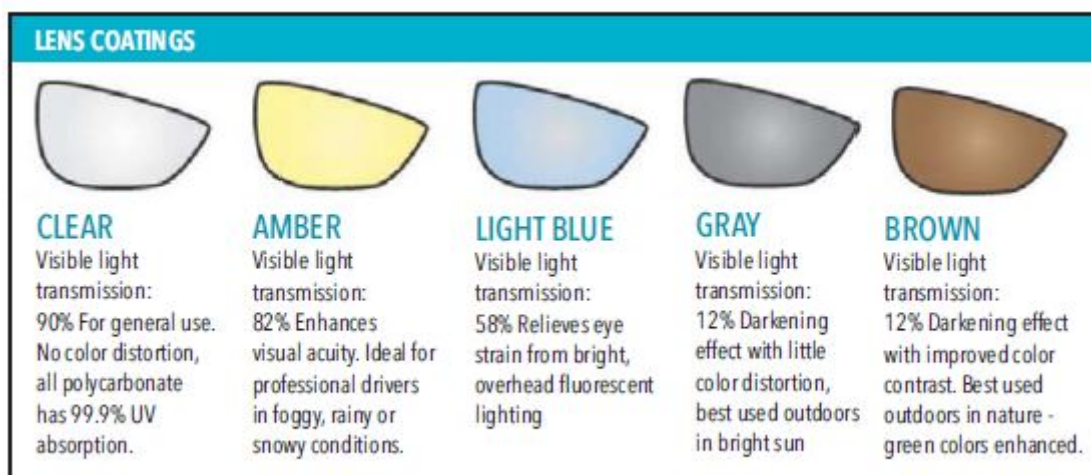 LENS COATINGS
CLEAR
Visible light
transmission:
90% For general use.
No color distortion,
all polycarbonate
has 99.9% UV
absorption.
AMBER
Visible light
transmission:
82% Enhances
visual acuity. Ideal for
professional drivers
in foggy, rainy or
snowy conditions.
LIGHT BLUE
Visible light
transmission:
58% Relieves eye
strain from bright,
overhead fluorescent
lighting
GRAY
Visible light
transmission:
12% Darkening
effect with little
color distortion,
best used outdoors
in bright sun
BROWN
Visible light
transmission:
12% Darkening effect
with improved color
contrast. Best used
outdoors in nature -
green colors enhanced.